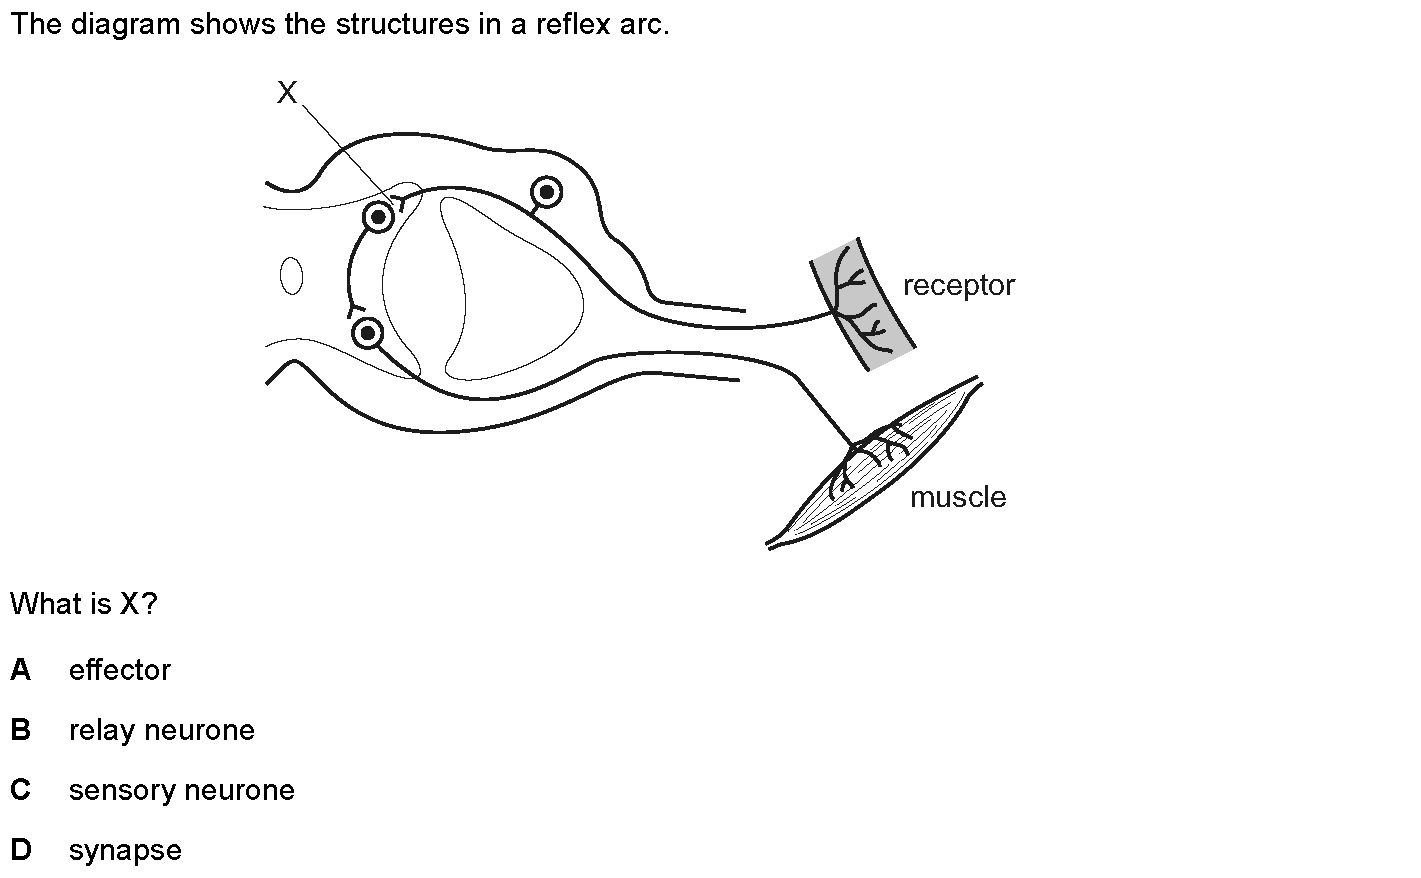 The diagram shows the structures in a reflex arc.
X
receptor
muscle
What is X?
A effector
B relay neurone
C sensory neurone
D synapse